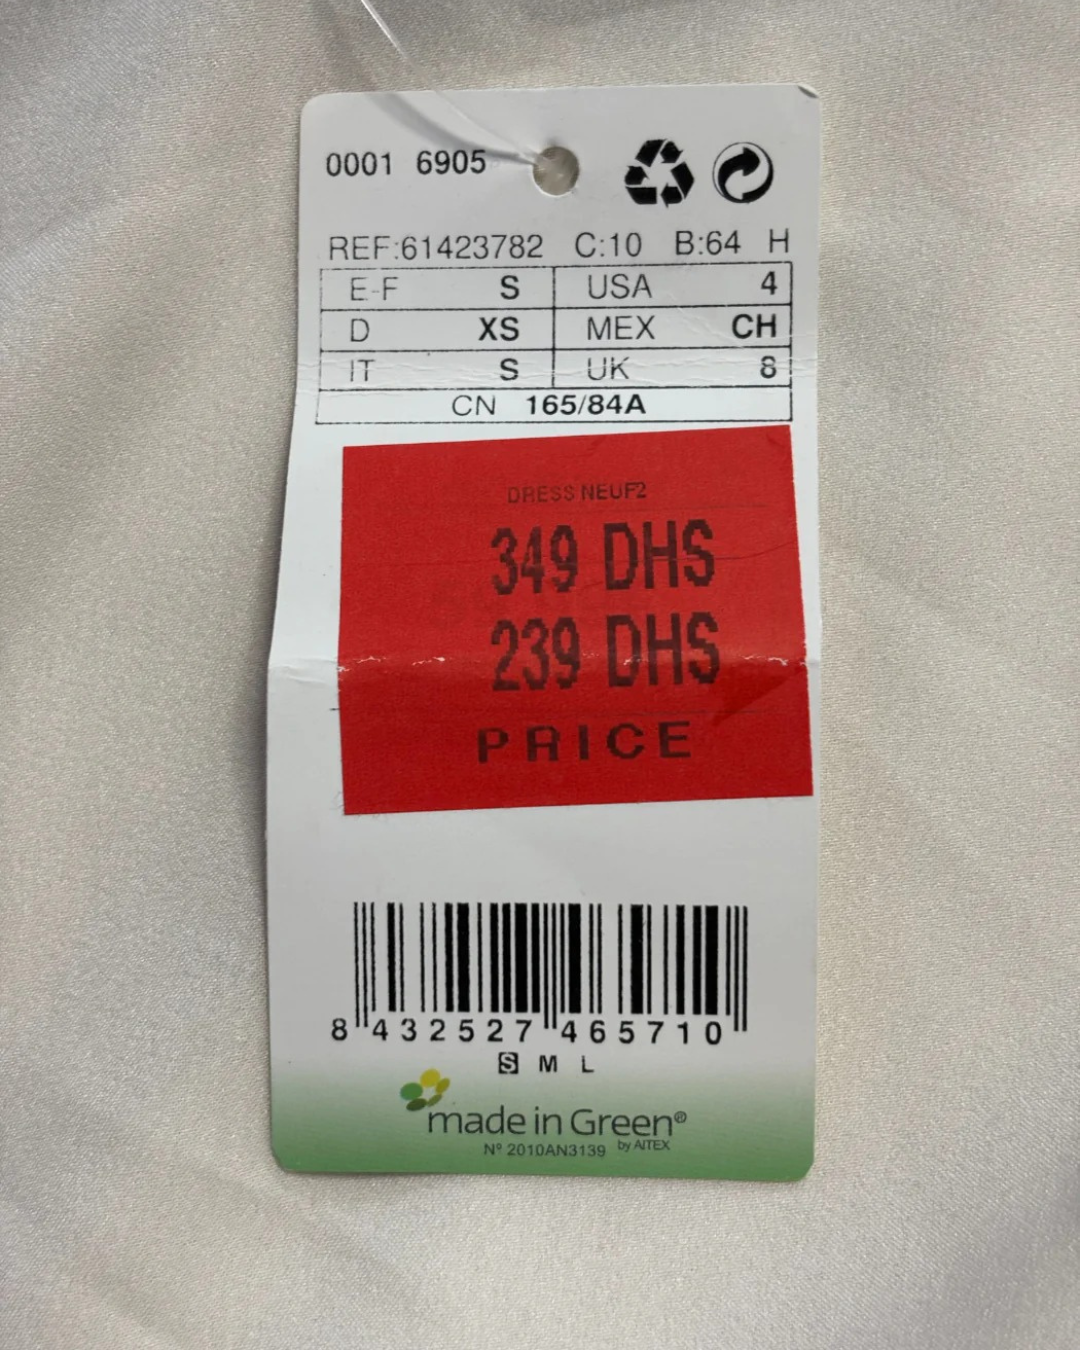 0001 6905
REF:61423782 C:10 B:64 H
E-F S USA 4
D XS MEX CH
IT S UK 8
CN 165/84A
DRESS NEUF2
349 DHS
239 DHS
PRICE
8 432527 465710
S M L
made in Green®
by AITEX
Nº 2010AN3139